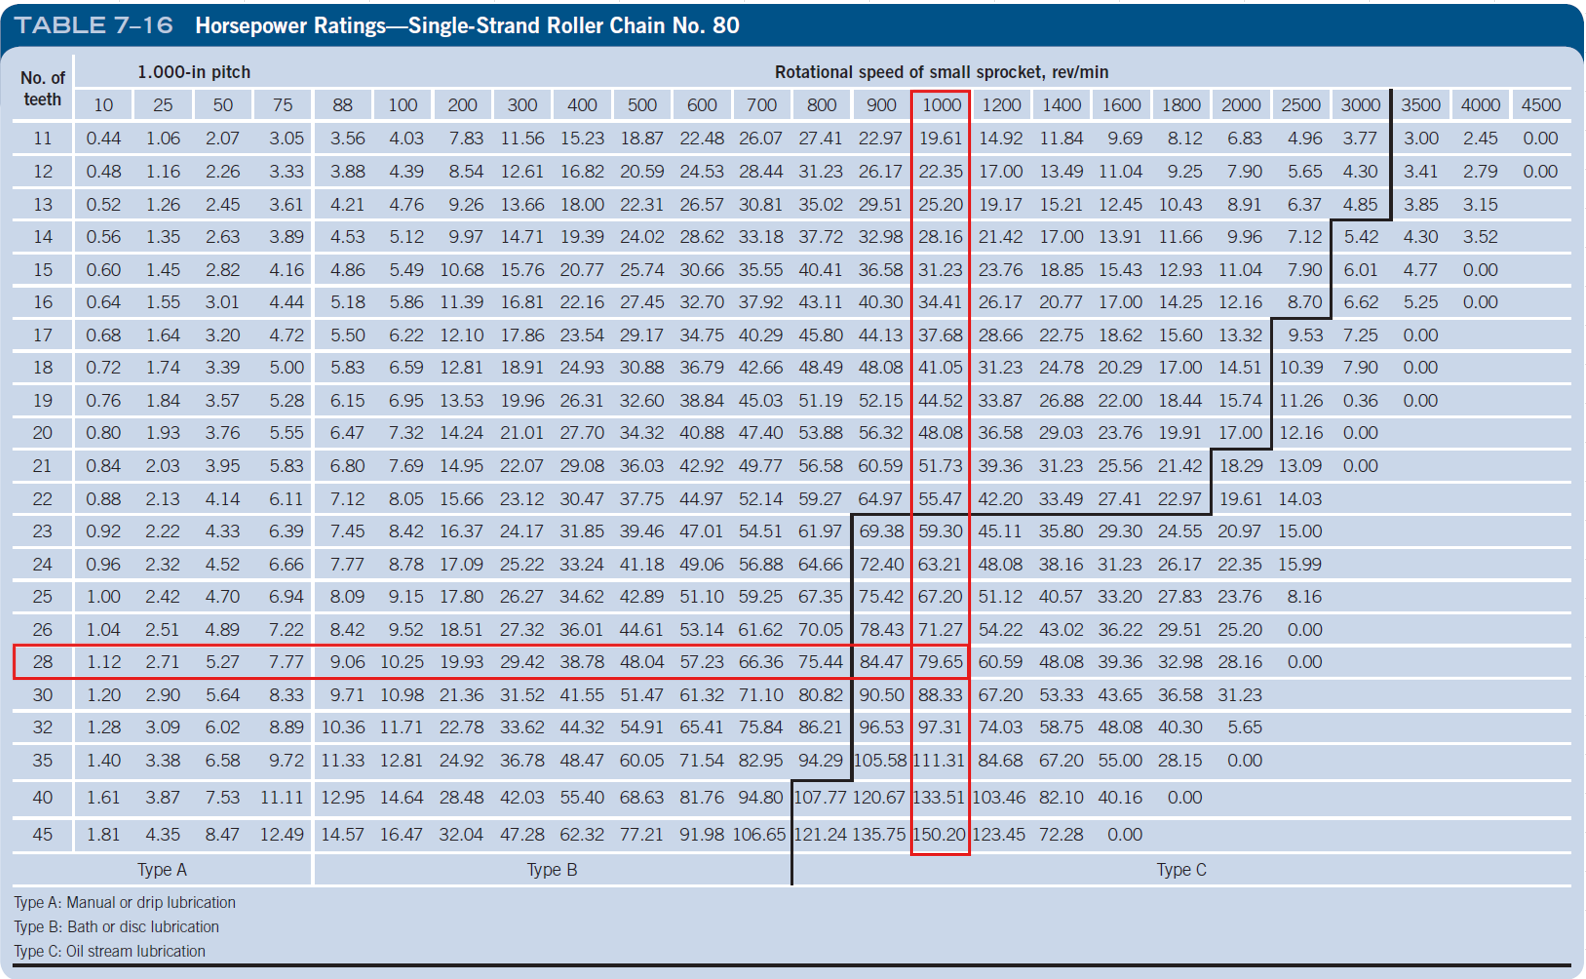 TABLE 7–16 Horsepower Ratings—Single-Strand Roller Chain No. 80
No. of teeth 1.000-in pitch Rotational speed of small sprocket, rev/min
10 25 50 75 88 100 200 300 400 500 600 700 800 900 1000 1200 1400 1600 1800 2000 2500 3000 3500 4000 4500
11 0.44 1.06 2.07 3.05 3.56 4.03 7.83 11.56 15.23 18.87 22.48 26.07 27.41 22.97 19.61 14.92 11.84 9.69 8.12 6.83 4.96 3.77 3.00 2.45 0.00
12 0.48 1.16 2.26 3.33 3.88 4.39 8.54 12.61 16.82 20.59 24.53 28.44 31.23 26.17 22.35 17.00 13.49 11.04 9.25 7.90 5.65 4.30 3.41 2.79 0.00
13 0.52 1.26 2.45 3.61 4.21 4.76 9.26 13.66 18.00 22.31 26.57 30.81 35.02 29.51 25.20 19.17 15.21 12.45 10.43 8.91 6.37 4.85 3.85 3.15
14 0.56 1.35 2.63 3.89 4.53 5.12 9.97 14.71 19.39 24.02 28.62 33.18 37.72 32.98 28.16 21.42 17.00 13.91 11.66 9.96 7.12 5.42 4.30 3.52
15 0.60 1.45 2.82 4.16 4.86 5.49 10.68 15.76 20.77 25.74 30.66 35.55 40.41 36.58 31.23 23.76 18.85 15.43 12.93 11.04 7.90 6.01 4.77 0.00
16 0.64 1.55 3.01 4.44 5.18 5.86 11.39 16.81 22.16 27.45 32.70 37.92 43.11 40.30 34.41 26.17 20.77 17.00 14.25 12.16 8.70 6.62 5.25 0.00
17 0.68 1.64 3.20 4.72 5.50 6.22 12.10 17.86 23.54 29.17 34.75 40.29 45.80 44.13 37.68 28.66 22.75 18.62 15.60 13.32 9.53 7.25 0.00
18 0.72 1.74 3.39 5.00 5.83 6.59 12.81 18.91 24.93 30.88 36.79 42.66 48.49 48.08 41.05 31.23 24.78 20.29 17.00 14.51 10.39 7.90 0.00
19 0.76 1.84 3.57 5.28 6.15 6.95 13.53 19.96 26.31 32.60 38.84 45.03 51.19 52.15 44.52 33.87 26.88 22.00 18.44 15.74 11.26 0.36 0.00
20 0.80 1.93 3.76 5.55 6.47 7.32 14.24 21.01 27.70 34.32 40.88 47.40 53.88 56.32 48.08 36.58 29.03 23.76 19.91 17.00 12.16 0.00
21 0.84 2.03 3.95 5.83 6.80 7.69 14.95 22.07 29.08 36.03 42.92 49.77 56.58 60.59 51.73 39.36 31.23 25.56 21.42 18.29 13.09 0.00
22 0.88 2.13 4.14 6.11 7.12 8.05 15.66 23.12 30.47 37.75 44.97 52.14 59.27 64.97 55.47 42.20 33.49 27.41 22.97 19.61 14.03
23 0.92 2.22 4.33 6.39 7.45 8.42 16.37 24.17 31.85 39.46 47.01 54.51 61.97 69.38 59.30 45.11 35.80 29.30 24.55 20.97 15.00
24 0.96 2.32 4.52 6.66 7.77 8.78 17.09 25.22 33.24 41.18 49.06 56.88 64.66 72.40 63.21 48.08 38.16 31.23 26.17 22.35 15.99
25 1.00 2.42 4.70 6.94 8.09 9.15 17.80 26.27 34.62 42.89 51.10 59.25 67.35 75.42 67.20 51.12 40.57 33.20 27.83 23.76 8.16
26 1.04 2.51 4.89 7.22 8.42 9.52 18.51 27.32 36.01 44.61 53.14 61.62 70.05 78.43 71.27 54.22 43.02 36.22 29.51 25.20 0.00
28 1.12 2.71 5.27 7.77 9.06 10.25 19.93 29.42 38.78 48.04 57.23 66.36 75.44 84.47 79.65 60.59 48.08 39.36 32.98 28.16 0.00
30 1.20 2.90 5.64 8.33 9.71 10.98 21.36 31.52 41.55 51.47 61.32 71.10 80.82 90.50 88.33 67.20 53.33 43.65 36.58 31.23
32 1.28 3.09 6.02 8.89 10.36 11.71 22.78 33.62 44.32 54.91 65.41 75.84 86.21 96.53 97.31 74.03 58.75 48.08 40.30 5.65
35 1.40 3.38 6.58 9.72 11.33 12.81 24.92 36.78 48.47 60.05 71.54 82.95 94.29 105.58 111.31 84.68 67.20 55.00 28.15 0.00
40 1.61 3.87 7.53 11.11 12.95 14.64 28.48 42.03 55.40 68.63 81.76 94.80 107.77 120.67 133.51 103.46 82.10 40.16 0.00
45 1.81 4.35 8.47 12.49 14.57 16.47 32.04 47.28 62.32 77.21 91.98 106.65 121.24 135.75 150.20 123.45 72.28 0.00
Type A Type B Type C
Type A: Manual or drip lubrication
Type B: Bath or disc lubrication
Type C: Oil stream lubrication